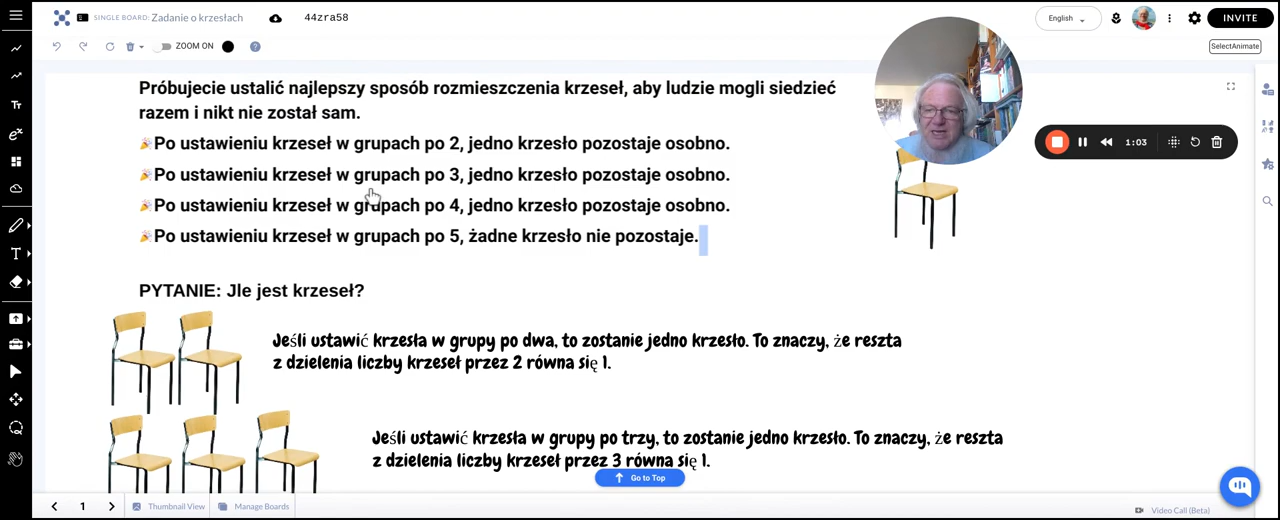 SINGLE BOARD: Zadanie o krzesłach
44zra58
English
INVITE
ZOOM ON
SelectAnimate
Próbujecie ustalić najlepszy sposób rozmieszczenia krzeseł, aby ludzie mogli siedzieć
razem i nikt nie został sam.
🎉Po ustawieniu krzeseł w grupach po 2, jedno krzesło pozostaje osobno.
🎉Po ustawieniu krzeseł w grupach po 3, jedno krzesło pozostaje osobno.
🎉Po ustawieniu krzeseł w grupach po 4, jedno krzesło pozostaje osobno.
🎉Po ustawieniu krzeseł w grupach po 5, żadne krzesło nie pozostaje.
1:03
PYTANIE: Jle jest krzeseł?
Jeśli ustawić krzesła w grupy po dwa, to zostanie jedno krzesło. To znaczy, że reszta
z dzielenia liczby krzeseł przez 2 równa się 1.
Jeśli ustawić krzesła w grupy po trzy, to zostanie jedno krzesło. To znaczy, że reszta
z dzielenia liczby krzeseł przez 3 równa się 1.
Go to Top
1
Thumbnail View
Manage Boards
Video Call (Beta)